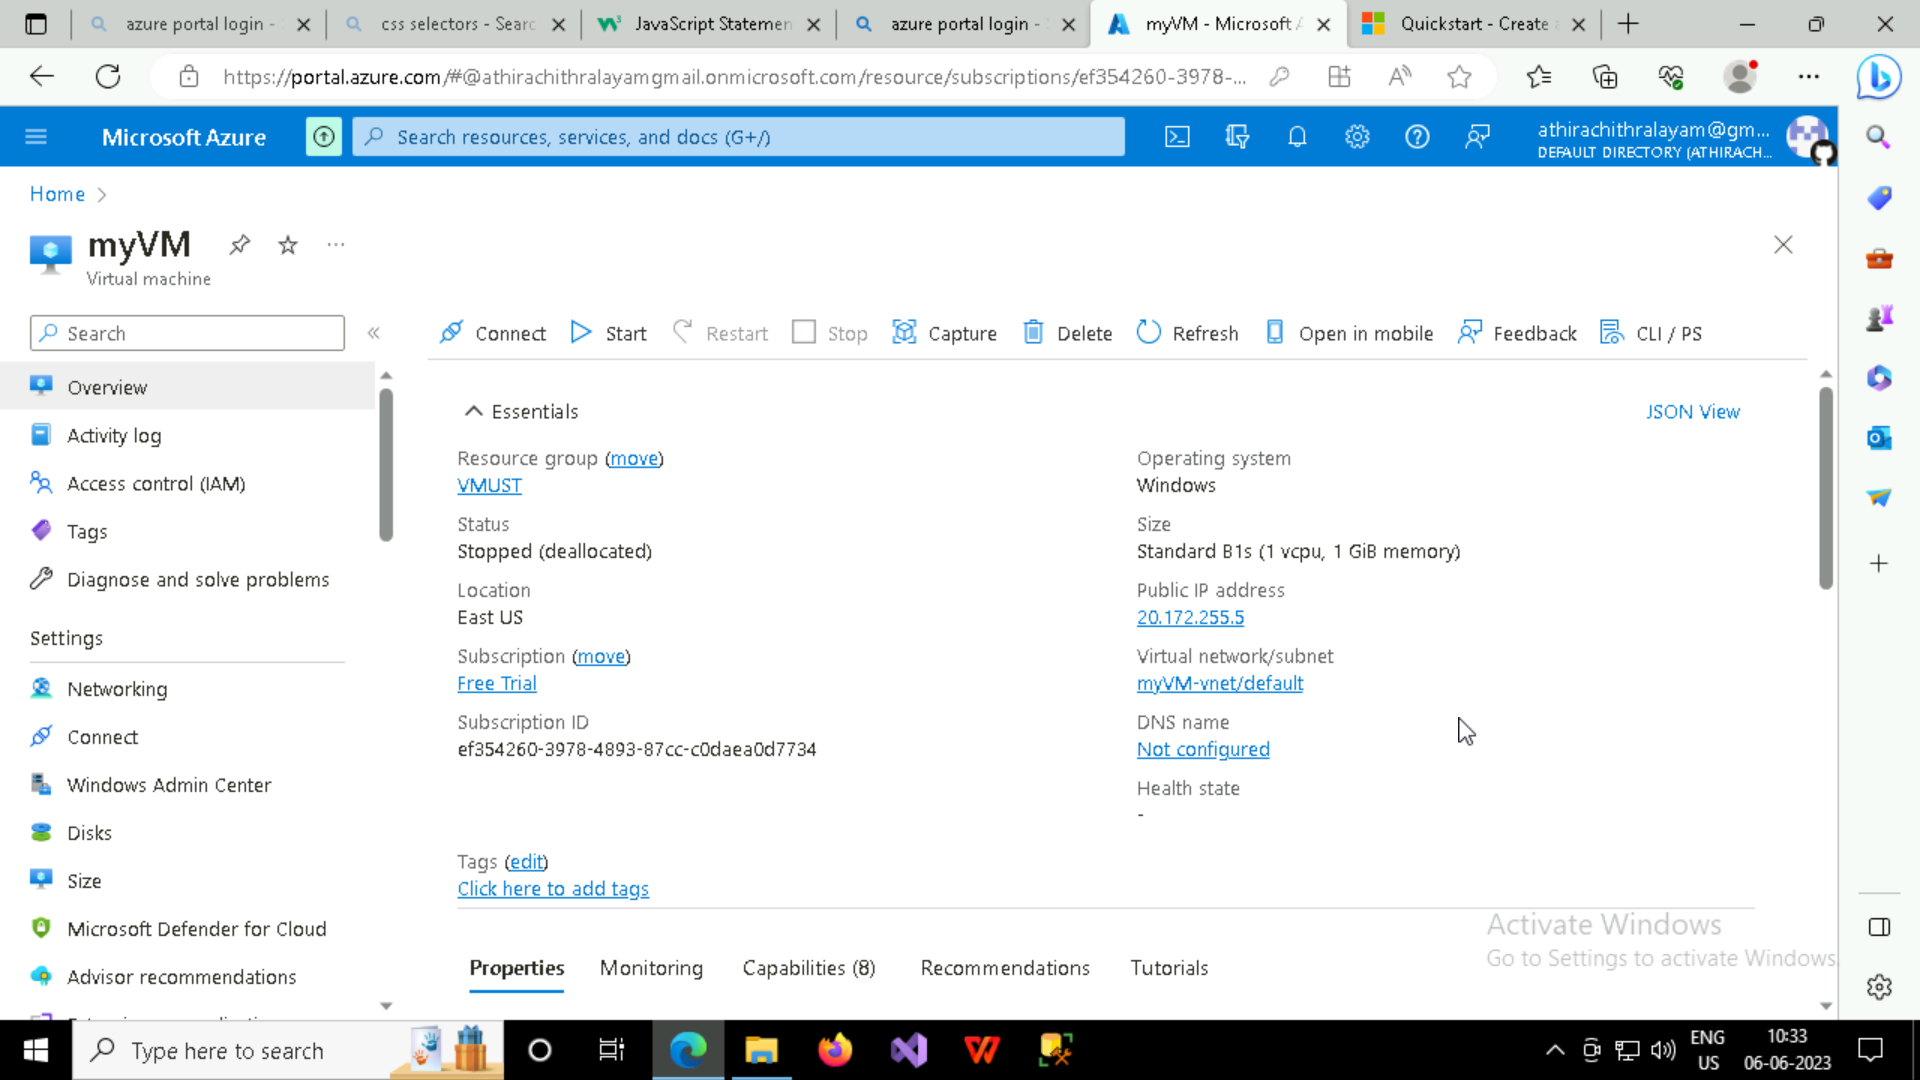 azure portal login -
css selectors - Searc
JavaScript Statemen
azure portal login -
myVM - Microsoft A
Quickstart - Create
https://portal.azure.com/#@athirachithralayamgmail.onmicrosoft.com/resource/subscriptions/ef354260-3978-...
Microsoft Azure
Search resources, services, and docs (G+/)
athirachithralayam@gm...
DEFAULT DIRECTORY (ATHIRACH...
Home >
myVM
Virtual machine
Search
Connect
Start
Restart
Stop
Capture
Delete
Refresh
Open in mobile
Feedback
CLI / PS
Overview
Activity log
Access control (IAM)
Tags
Diagnose and solve problems
Settings
Networking
Connect
Windows Admin Center
Disks
Size
Microsoft Defender for Cloud
Advisor recommendations
Essentials
JSON View
Resource group (move)
VMUST
Status
Stopped (deallocated)
Location
East US
Subscription (move)
Free Trial
Subscription ID
ef354260-3978-4893-87cc-c0daea0d7734
Operating system
Windows
Size
Standard B1s (1 vcpu, 1 GiB memory)
Public IP address
20.172.255.5
Virtual network/subnet
myVM-vnet/default
DNS name
Not configured
Health state
-
Tags (edit)
Click here to add tags
Properties
Monitoring
Capabilities (8)
Recommendations
Tutorials
Activate Windows
Go to Settings to activate Windows.
Type here to search
ENG
US
10:33
06-06-2023